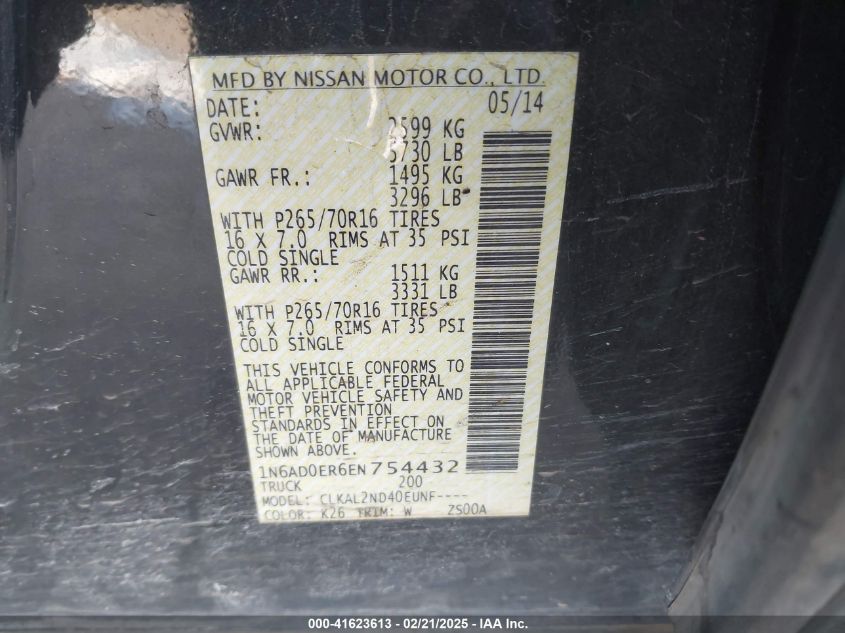 MFD BY NISSAN MOTOR CO., LTD.
DATE: 05/14
GVWR: 2599 KG
5730 LB
GAWR FR.: 1495 KG
3296 LB
WITH P265/70R16 TIRES
16 X 7.0 RIMS AT 35 PSI
COLD SINGLE
GAWR RR.: 1511 KG
3331 LB
WITH P265/70R16 TIRES
16 X 7.0 RIMS AT 35 PSI
COLD SINGLE
THIS VEHICLE CONFORMS TO
ALL APPLICABLE FEDERAL
MOTOR VEHICLE SAFETY AND
THEFT PREVENTION
STANDARDS IN EFFECT ON
THE DATE OF MANUFACTURE
SHOWN ABOVE.
1N6AD0ER6EN754432
TRUCK 200
MODEL: CLKAL2ND40EUNF----
COLOR: K26 TRIM: W ZS00A
000-41623613 - 02/21/2025 - IAA Inc.